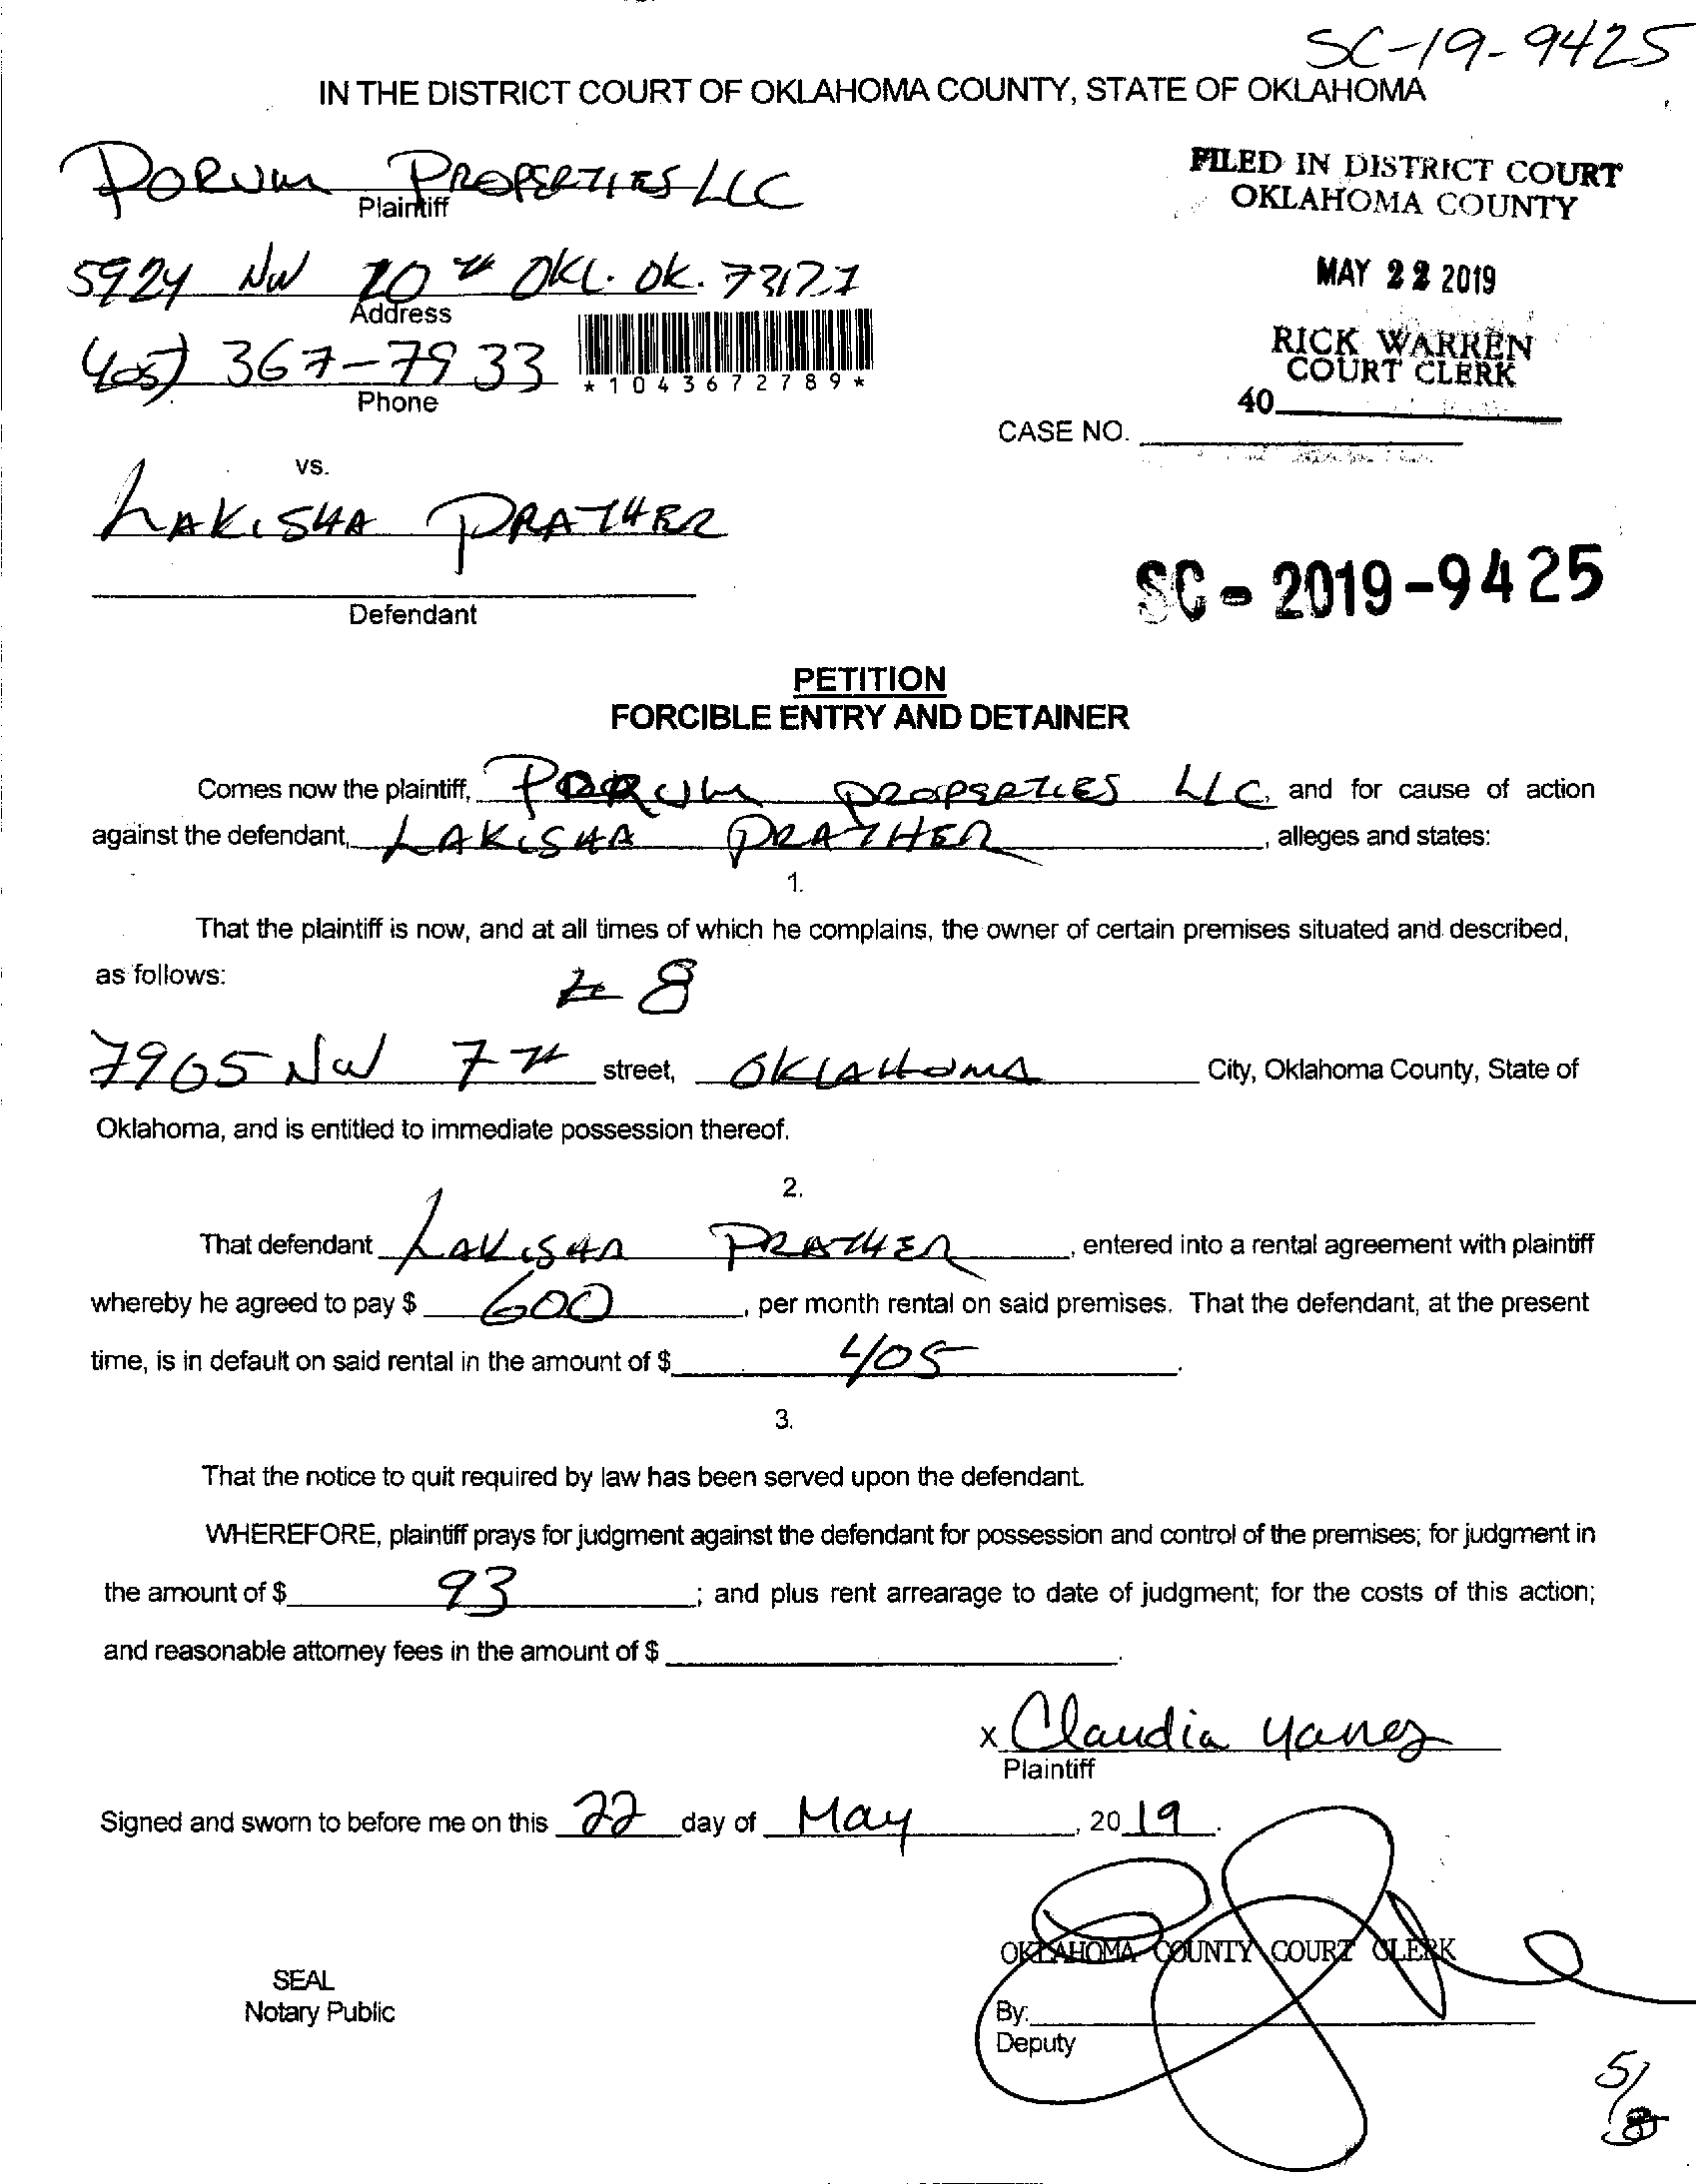 SC-19-9425
IN THE DISTRICT COURT OF OKLAHOMA COUNTY, STATE OF OKLAHOMA
PORUM PROPERTIES LLC
Plaintiff
FILED IN DISTRICT COURT
OKLAHOMA COUNTY
5924 NW 10th OKC. OK. 73127
Address
MAY 22 2019
405) 367-7933
Phone
*1043672789*
RICK WARREN
COURT CLERK
40
CASE NO.
vs.
LAKISHA PRATHER
Defendant
SC-2019-9425
PETITION
FORCIBLE ENTRY AND DETAINER
Comes now the plaintiff, PORUM PROPERTIES LLC, and for cause of action
against the defendant, LAKISHA PRATHER, alleges and states:
1.
That the plaintiff is now, and at all times of which he complains, the owner of certain premises situated and described,
as follows:
# 8
7965 NW 7th street, OKLAHOMA City, Oklahoma County, State of
Oklahoma, and is entitled to immediate possession thereof.
2.
That defendant LAKISHA PRATHER, entered into a rental agreement with plaintiff
whereby he agreed to pay $ 600, per month rental on said premises. That the defendant, at the present
time, is in default on said rental in the amount of $ 405.
3.
That the notice to quit required by law has been served upon the defendant.
WHEREFORE, plaintiff prays for judgment against the defendant for possession and control of the premises; for judgment in
the amount of $ 93; and plus rent arrearage to date of judgment; for the costs of this action;
and reasonable attorney fees in the amount of $ .
x Claudia Yanez
Plaintiff
Signed and sworn to before me on this 22 day of May, 2019.
OKLAHOMA COUNTY COURT CLERK
SEAL
Notary Public
By:
Deputy